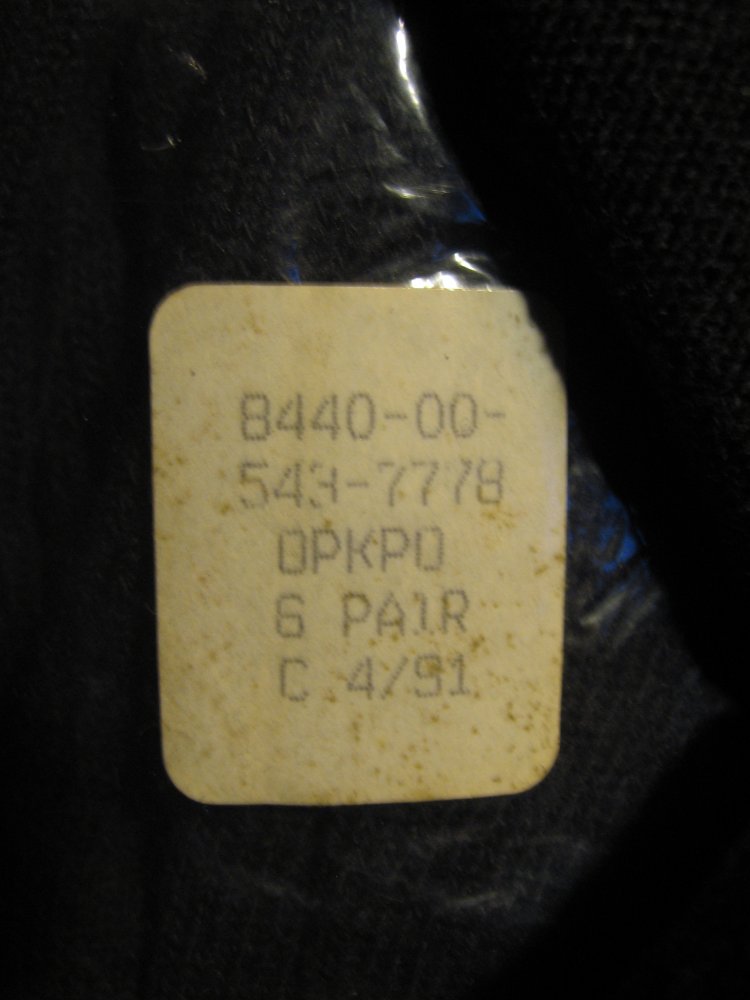 8440-00-
543-7778
OPKPO
6 PAIR
C 4/91